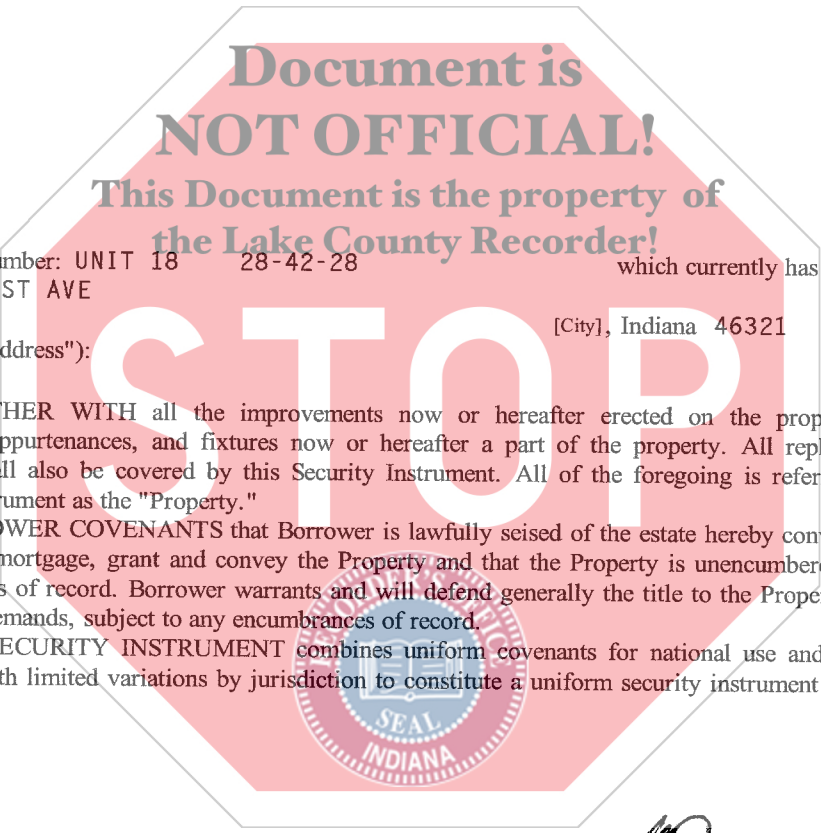 Document is
NOT OFFICIAL!
This Document is the property of
the Lake County Recorder!
mber: UNIT 18 28-42-28 which currently has
ST AVE
[City], Indiana 46321
ddress"):
STOP
THER WITH all the improvements now or hereafter erected on the prop
ppurtenances, and fixtures now or hereafter a part of the property. All repl
ll also be covered by this Security Instrument. All of the foregoing is refer
rument as the "Property."
OWER COVENANTS that Borrower is lawfully seised of the estate hereby conv
mortgage, grant and convey the Property and that the Property is unencumbere
s of record. Borrower warrants and will defend generally the title to the Prope
emands, subject to any encumbrances of record.
ECURITY INSTRUMENT combines uniform covenants for national use and
th limited variations by jurisdiction to constitute a uniform security instrument
RECORDER'S OFFICE
SEAL
INDIANA